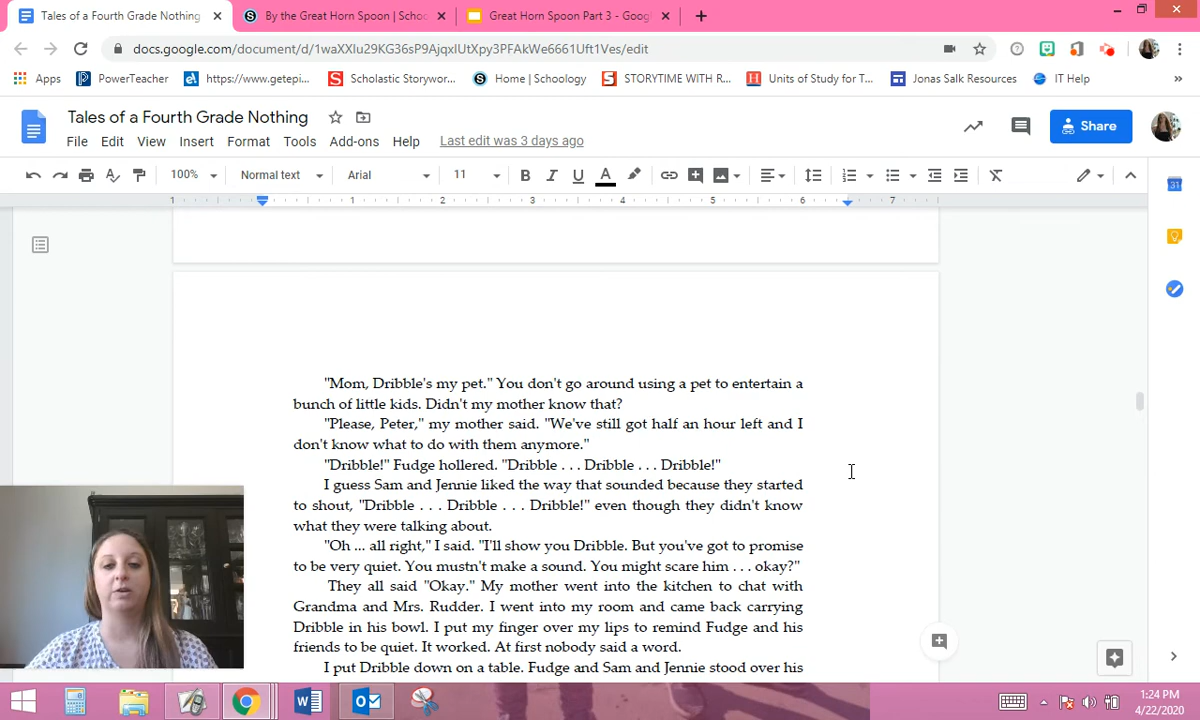 Tales of a Fourth Grade Nothing
By the Great Horn Spoon | Schoo
Great Horn Spoon Part 3 - Goog
docs.google.com/document/d/1waXXlu29KG36sP9AjqxlUtXpy3PFAkWe6661Uft1Ves/edit
Apps PowerTeacher https://www.getepi... Scholastic Storywor... Home | Schoology STORYTIME WITH R... Units of Study for T... Jonas Salk Resources IT Help
Tales of a Fourth Grade Nothing
File Edit View Insert Format Tools Add-ons Help Last edit was 3 days ago
Share
100% Normal text Arial 11
1 1 2 3 4 5 6 7
"Mom, Dribble's my pet." You don't go around using a pet to entertain a
bunch of little kids. Didn't my mother know that?
"Please, Peter," my mother said. "We've still got half an hour left and I
don't know what to do with them anymore."
"Dribble!" Fudge hollered. "Dribble . . . Dribble . . . Dribble!"
I guess Sam and Jennie liked the way that sounded because they started
to shout, "Dribble . . . Dribble . . . Dribble!" even though they didn't know
what they were talking about.
"Oh ... all right," I said. "I'll show you Dribble. But you've got to promise
to be very quiet. You mustn't make a sound. You might scare him . . . okay?"
They all said "Okay." My mother went into the kitchen to chat with
Grandma and Mrs. Rudder. I went into my room and came back carrying
Dribble in his bowl. I put my finger over my lips to remind Fudge and his
friends to be quiet. It worked. At first nobody said a word.
I put Dribble down on a table. Fudge and Sam and Jennie stood over his
1:24 PM
4/22/2020